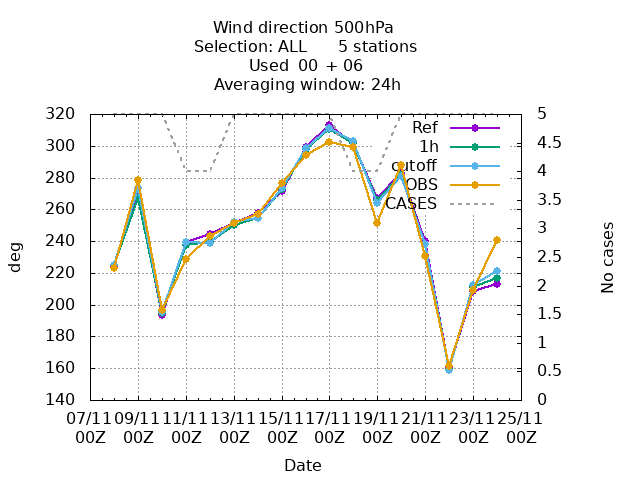 Wind direction 500hPa
Selection: ALL 5 stations
Used 00 + 06
Averaging window: 24h
320
300
280
260
240
220
200
180
160
140
5
4.5
4
3.5
3
2.5
2
1.5
1
0.5
0
Ref
1h
cutoff
OBS
CASES
deg
No cases
07/11 09/11 11/11 13/11 15/11 17/11 19/11 21/11 23/11 25/11
00Z 00Z 00Z 00Z 00Z 00Z 00Z 00Z 00Z 00Z
Date